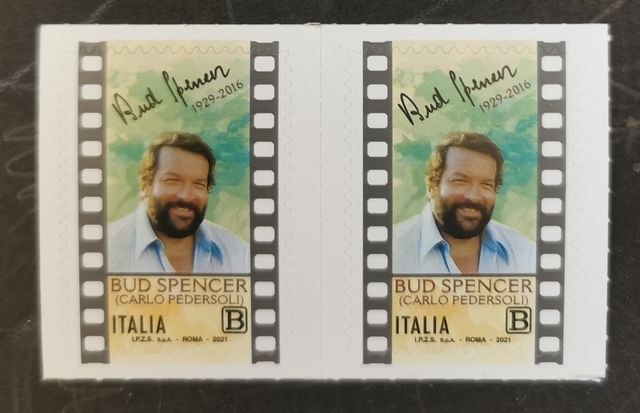 Bud Spencer
1929-2016
BUD SPENCER
(CARLO PEDERSOLI)
ITALIA B
I.P.Z.S. S.p.A. - ROMA - 2021
Bud Spencer
1929-2016
BUD SPENCER
(CARLO PEDERSOLI)
ITALIA B
I.P.Z.S. S.p.A. - ROMA - 2021